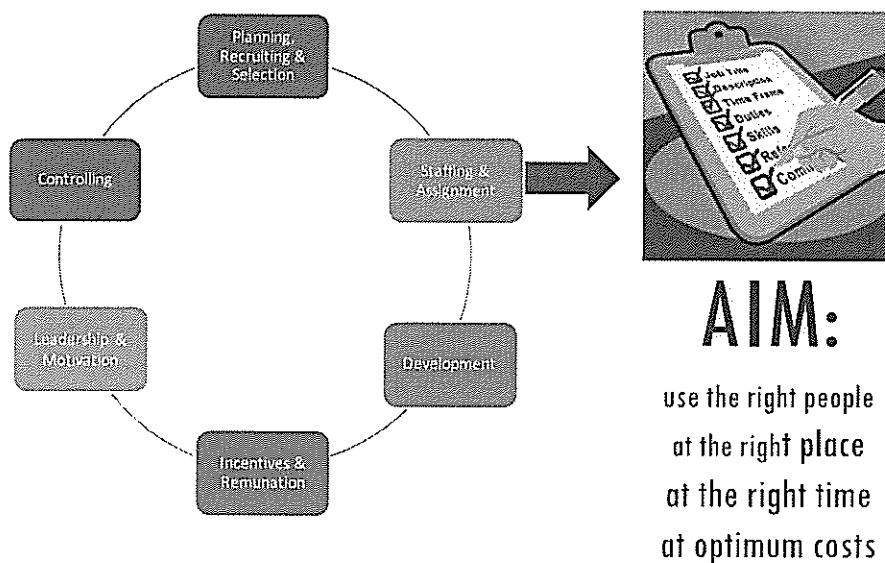 Planning,
Recruiting &
Selection
Staffing &
Assignment
Development
Incentives &
Remunation
Leadership &
Motivation
Controlling
Job Title
Description
Time Frame
Duties
Skills
AIM:
use the right people
at the right place
at the right time
at optimum costs